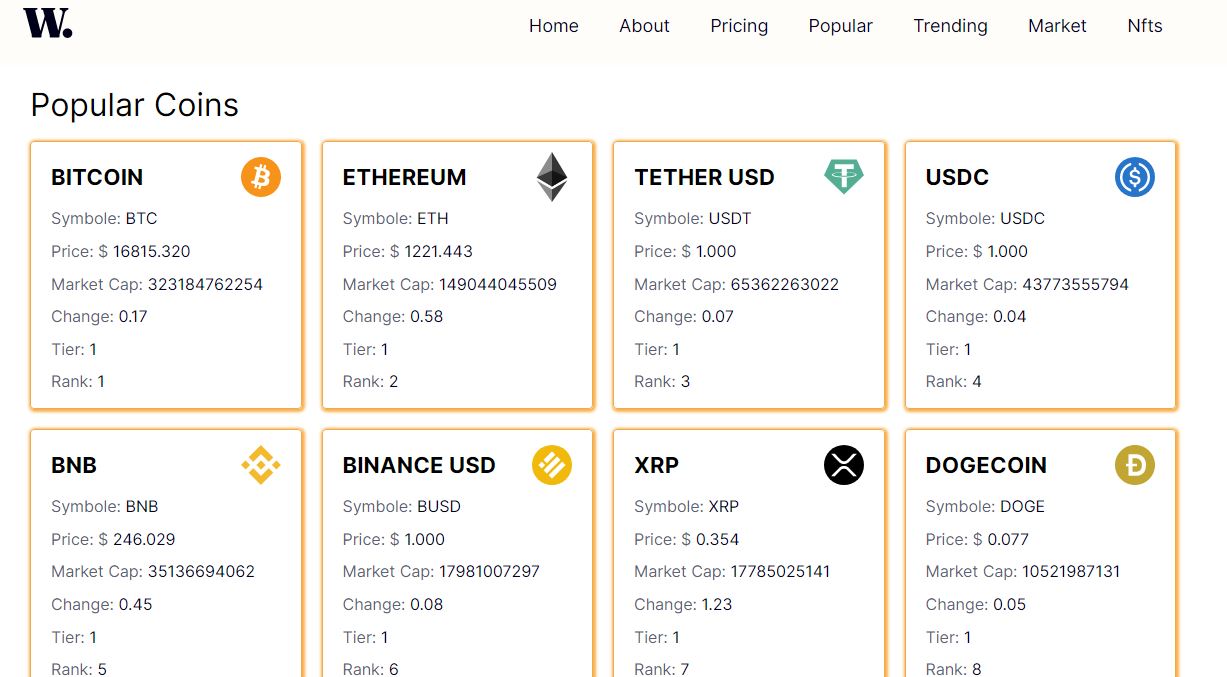 W.
Home About Pricing Popular Trending Market Nfts
Popular Coins
BITCOIN
Symbole: BTC
Price: $ 16815.320
Market Cap: 323184762254
Change: 0.17
Tier: 1
Rank: 1
ETHEREUM
Symbole: ETH
Price: $ 1221.443
Market Cap: 149044045509
Change: 0.58
Tier: 1
Rank: 2
TETHER USD
Symbole: USDT
Price: $ 1.000
Market Cap: 65362263022
Change: 0.07
Tier: 1
Rank: 3
USDC
Symbole: USDC
Price: $ 1.000
Market Cap: 43773555794
Change: 0.04
Tier: 1
Rank: 4
BNB
Symbole: BNB
Price: $ 246.029
Market Cap: 35136694062
Change: 0.45
Tier: 1
Rank: 5
BINANCE USD
Symbole: BUSD
Price: $ 1.000
Market Cap: 17981007297
Change: 0.08
Tier: 1
Rank: 6
XRP
Symbole: XRP
Price: $ 0.354
Market Cap: 17785025141
Change: 1.23
Tier: 1
Rank: 7
DOGECOIN
Symbole: DOGE
Price: $ 0.077
Market Cap: 10521987131
Change: 0.05
Tier: 1
Rank: 8